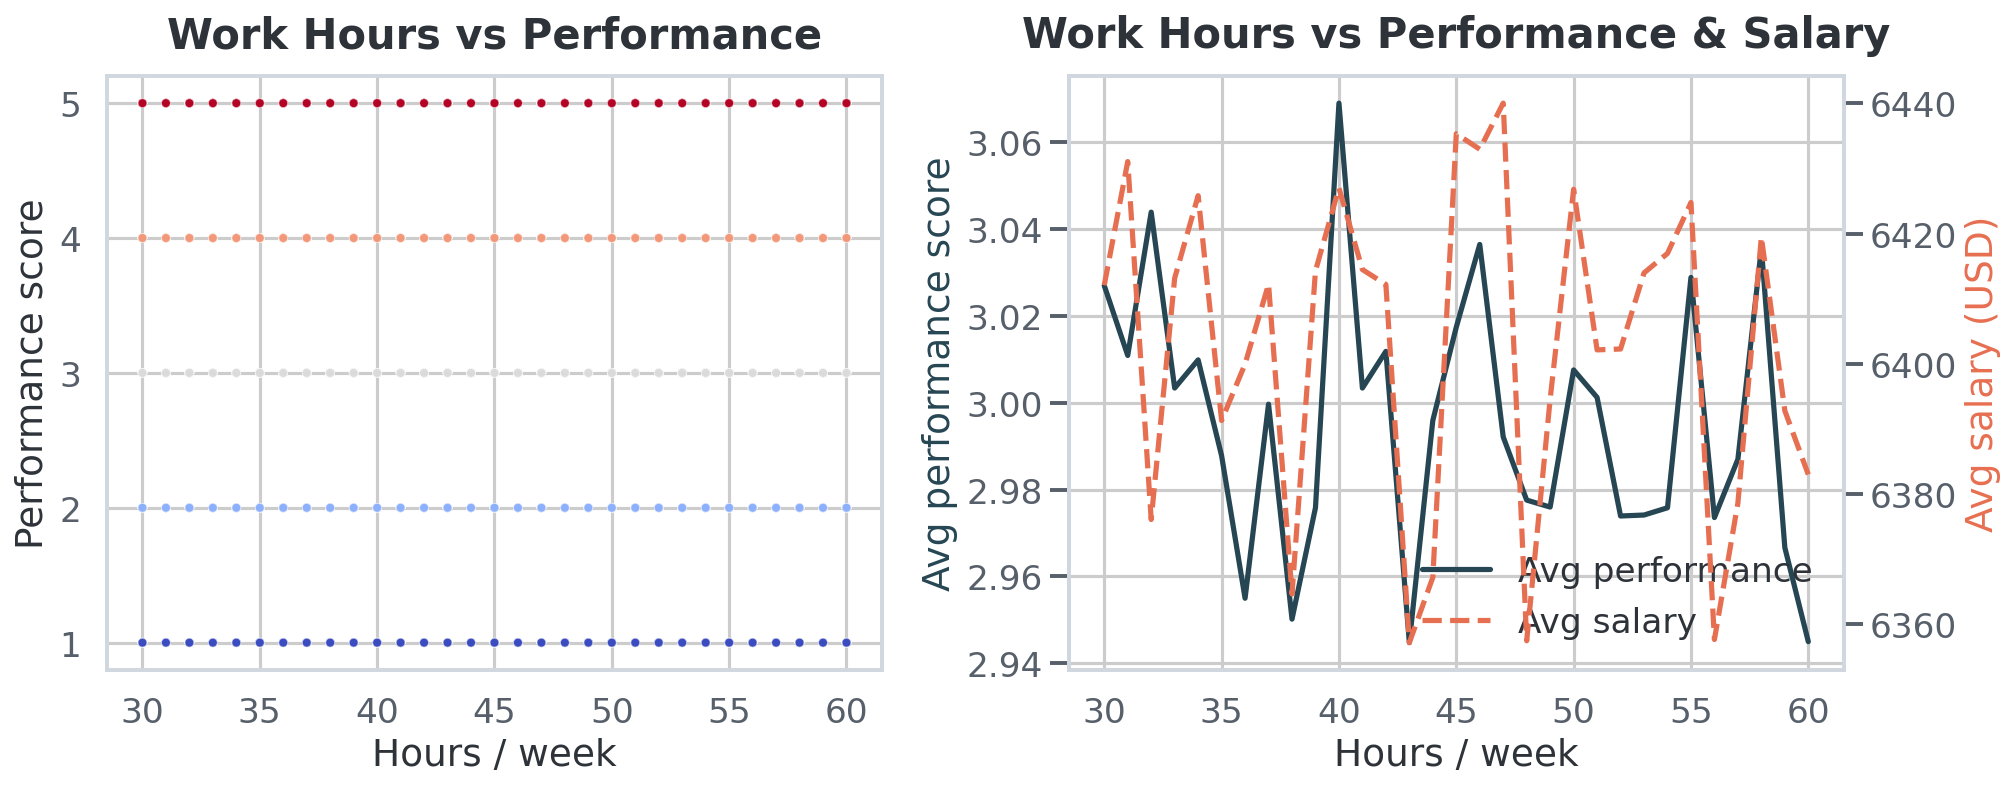 Work Hours vs Performance
Performance score
5
4
3
2
1
30 35 40 45 50 55 60
Hours / week
Work Hours vs Performance & Salary
Avg performance score
3.06
3.04
3.02
3.00
2.98
2.96
2.94
6440
6420
6400
6380
6360
Avg salary (USD)
Avg performance
Avg salary
30 35 40 45 50 55 60
Hours / week